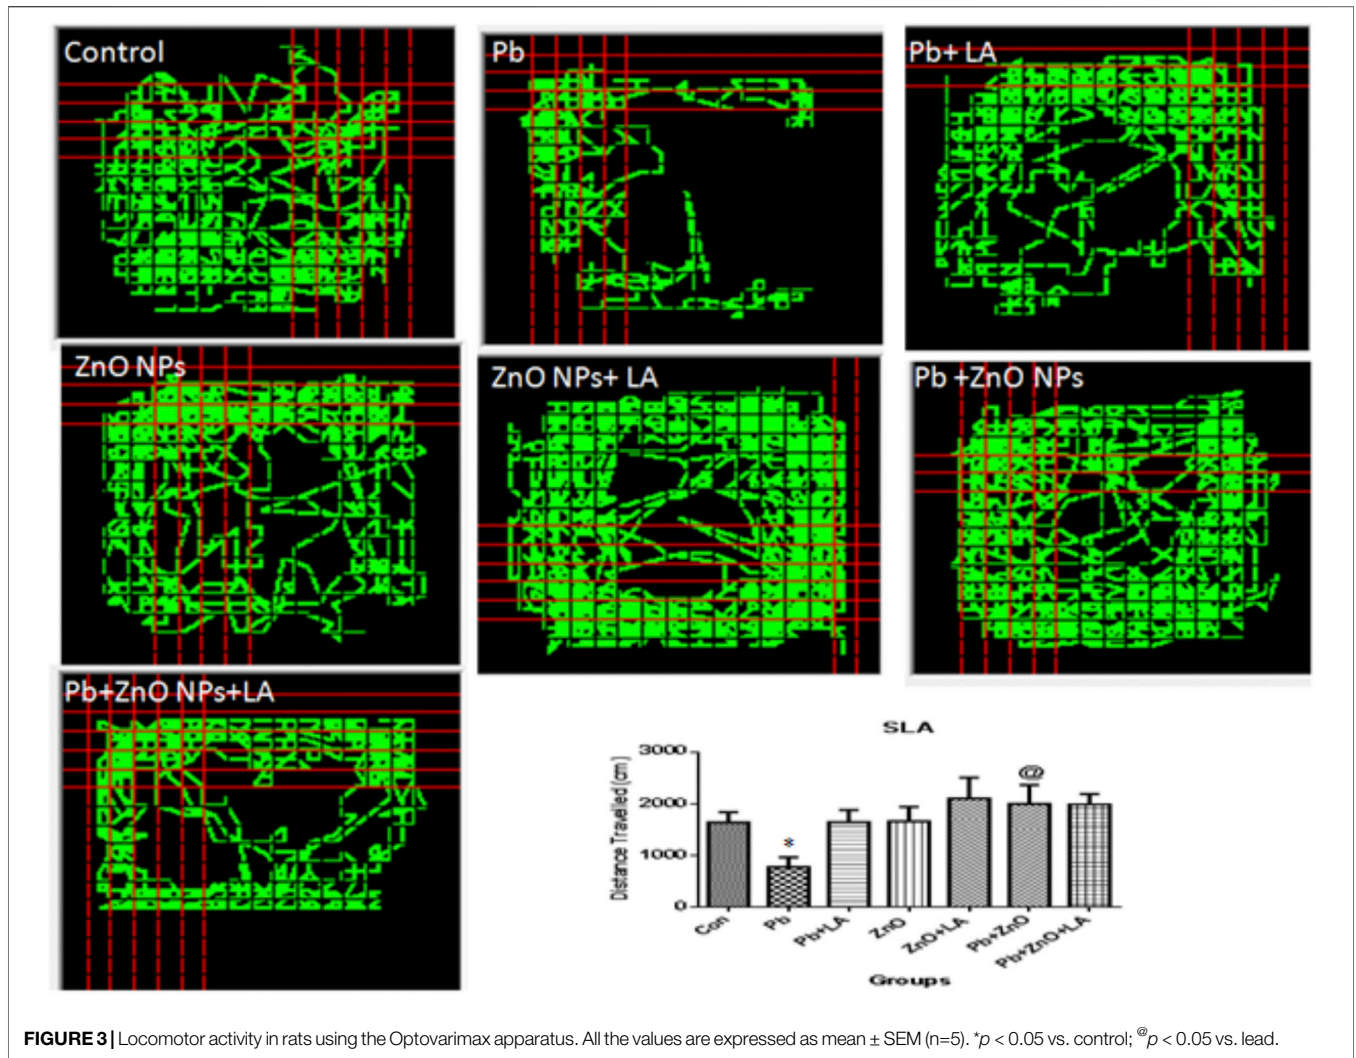 Control
Pb
Pb+ LA
ZnO NPs
ZnO NPs+ LA
Pb +ZnO NPs
Pb+ZnO NPs+LA
SLA
Distance Travelled (cm)
3000
2000
1000
0
*
@
Con
Pb
Pb+LA
ZnO
ZnO+LA
Pb+ZnO
Pb+ZnO+LA
Groups
FIGURE 3 | Locomotor activity in rats using the Optovarimax apparatus. All the values are expressed as mean ± SEM (n=5). *p < 0.05 vs. control; @p < 0.05 vs. lead.